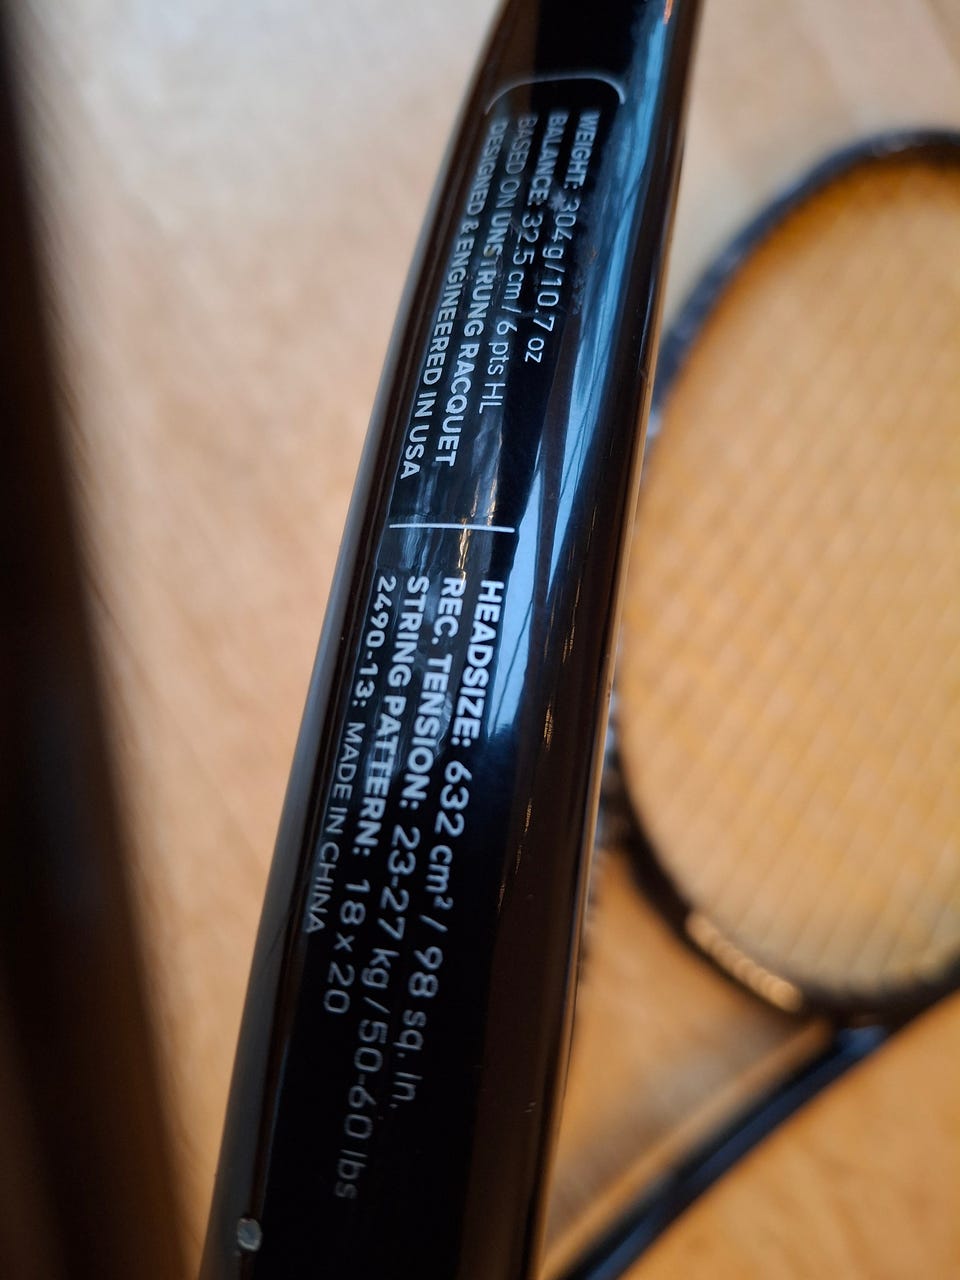 WEIGHT: 304 g / 10.7 oz
BALANCE: 32.5 cm / 6 pts HL
BASED ON UNSTRUNG RACQUET
DESIGNED & ENGINEERED IN USA
HEADSIZE: 632 cm² / 98 sq. in.
REC. TENSION: 23-27 kg / 50-60 lbs
STRING PATTERN: 18 x 20
2490-13: MADE IN CHINA